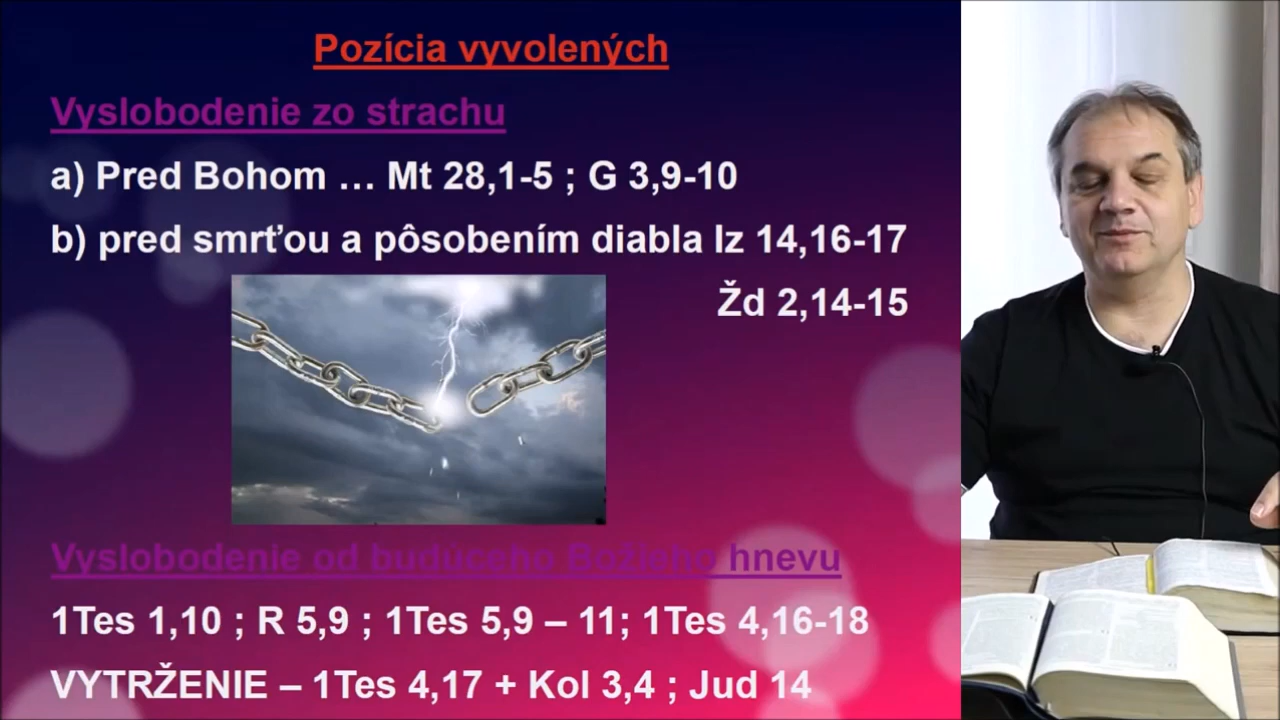 Pozícia vyvolených
Vyslobodenie zo strachu
a) Pred Bohom … Mt 28,1-5 ; G 3,9-10
b) pred smrťou a pôsobením diabla Iz 14,16-17
Žd 2,14-15
Vyslobodenie od budúceho Božieho hnevu
1Tes 1,10 ; R 5,9 ; 1Tes 5,9 – 11; 1Tes 4,16-18
VYTRŽENIE – 1Tes 4,17 + Kol 3,4 ; Jud 14